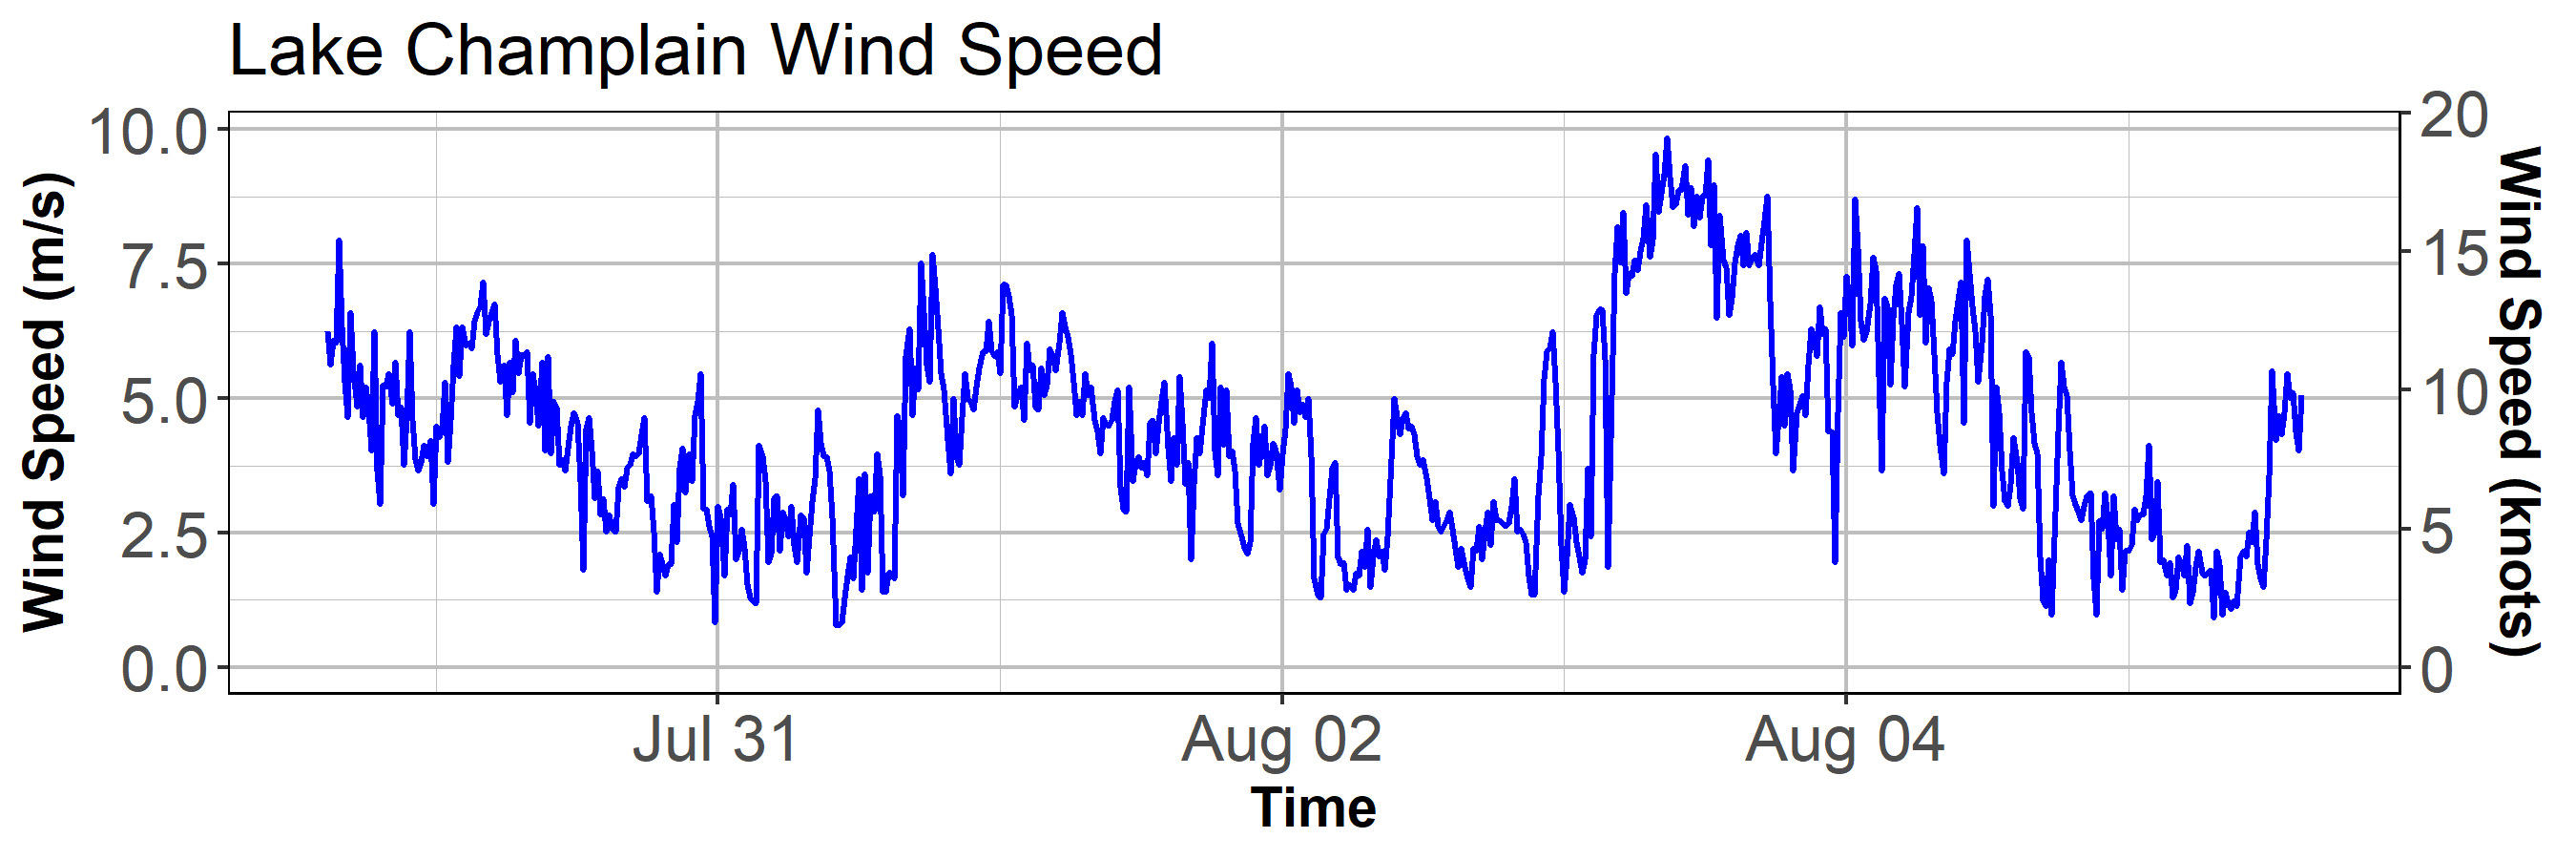 Lake Champlain Wind Speed
Wind Speed (m/s)
10.0
7.5
5.0
2.5
0.0
20
15
10
5
0
Wind Speed (knots)
Jul 31
Aug 02
Aug 04
Time